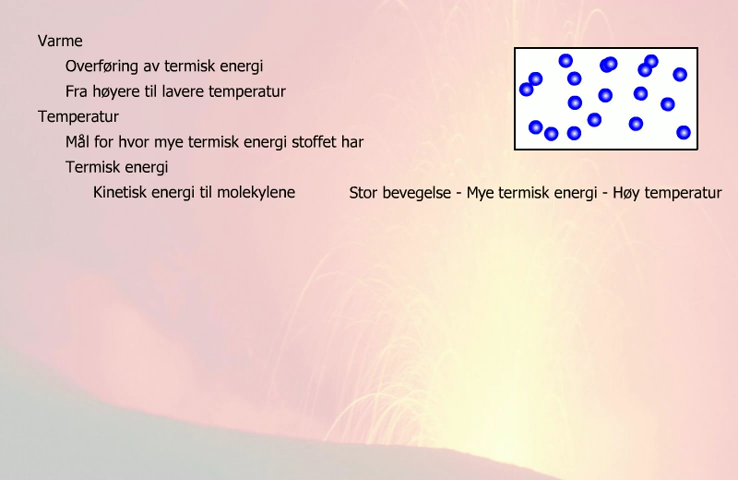 Varme
Overføring av termisk energi
Fra høyere til lavere temperatur
Temperatur
Mål for hvor mye termisk energi stoffet har
Termisk energi
Kinetisk energi til molekylene
Stor bevegelse - Mye termisk energi - Høy temperatur